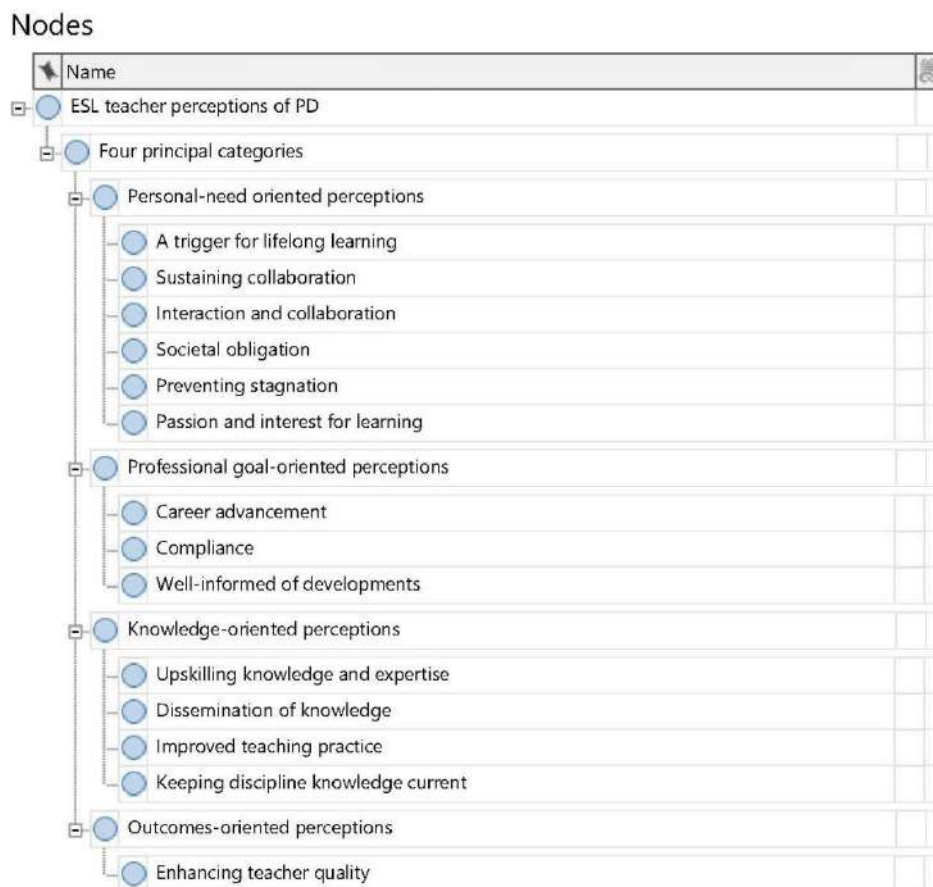 Nodes
Name
ESL teacher perceptions of PD
Four principal categories
Personal-need oriented perceptions
A trigger for lifelong learning
Sustaining collaboration
Interaction and collaboration
Societal obligation
Preventing stagnation
Passion and interest for learning
Professional goal-oriented perceptions
Career advancement
Compliance
Well-informed of developments
Knowledge-oriented perceptions
Upskilling knowledge and expertise
Dissemination of knowledge
Improved teaching practice
Keeping discipline knowledge current
Outcomes-oriented perceptions
Enhancing teacher quality